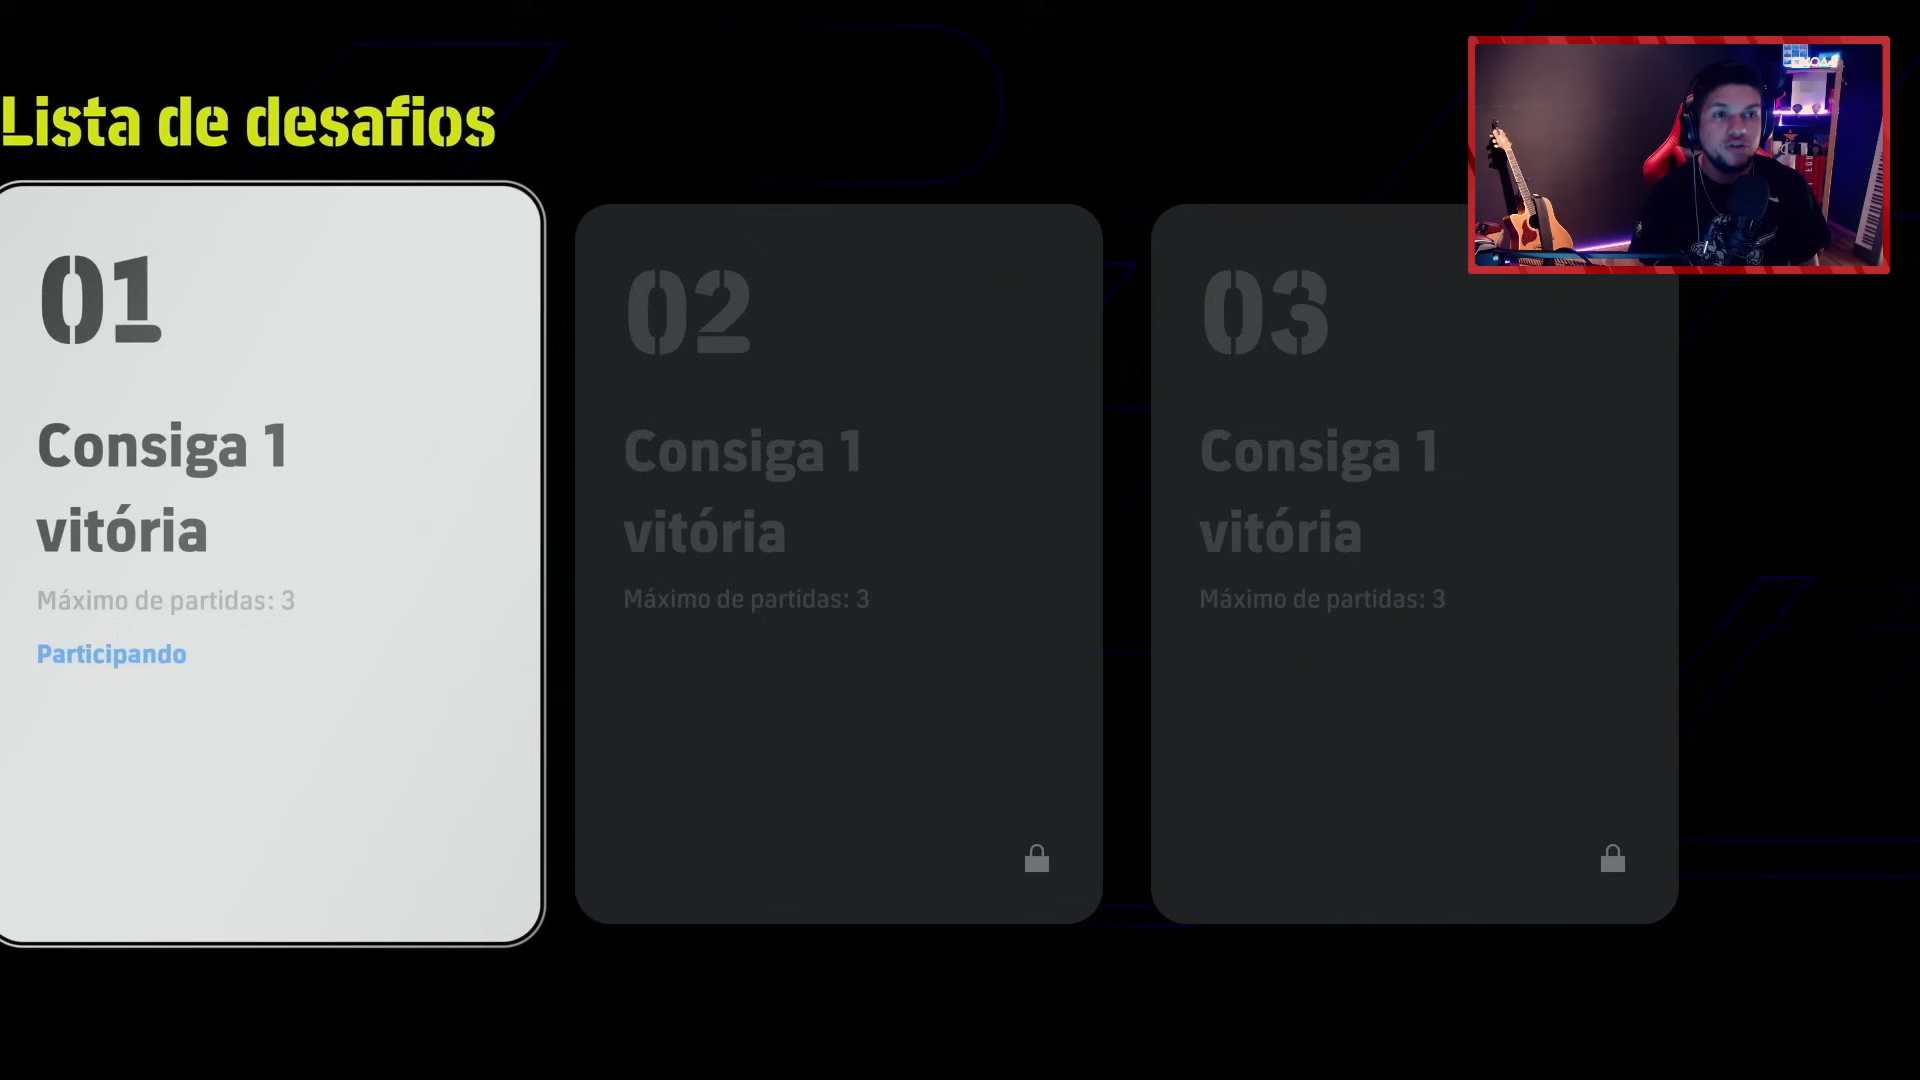 Lista de desafios
01
Consiga 1
vitória
Máximo de partidas: 3
Participando
02
Consiga 1
vitória
Máximo de partidas: 3
03
Consiga 1
vitória
Máximo de partidas: 3